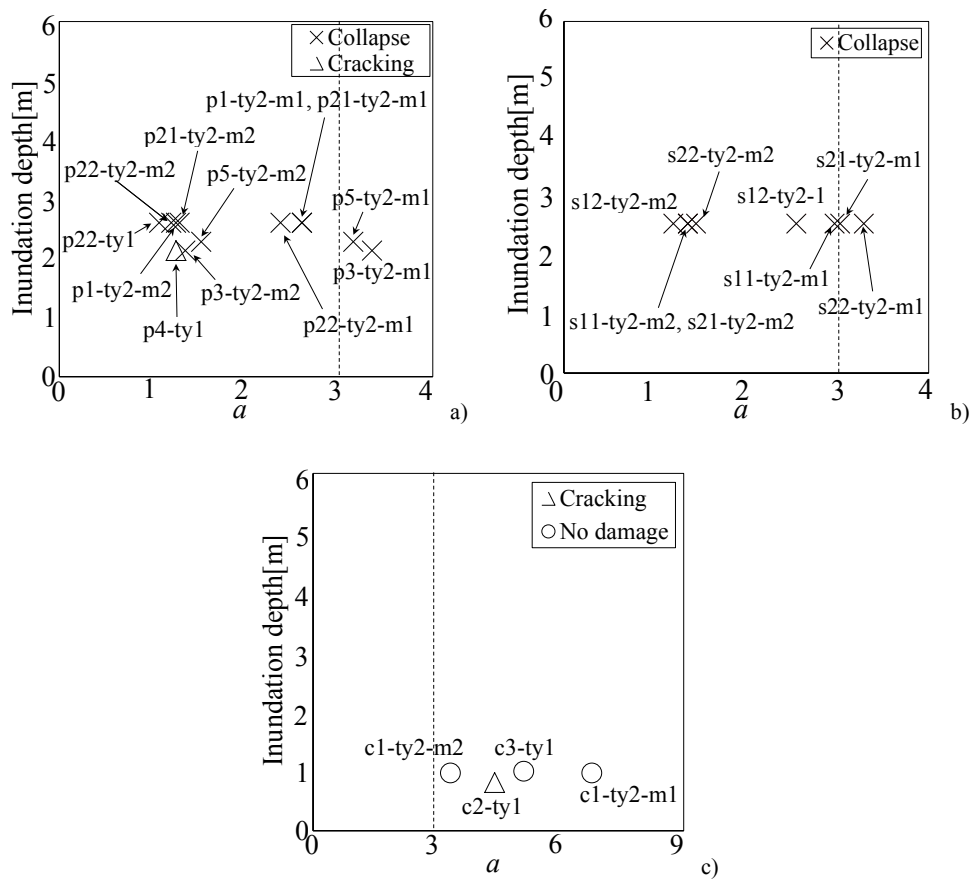 6
5
4
3
2
1
0
Inundation depth[m]
Collapse
Cracking
p1-ty2-m1, p21-ty2-m1
p21-ty2-m2
p22-ty2-m2
p5-ty2-m2
p5-ty2-m1
p22-ty1
p3-ty2-m1
p1-ty2-m2
p3-ty2-m2
p4-ty1
p22-ty2-m1
0 1 2 3 4
a
a)
6
5
4
3
2
1
0
Inundation depth[m]
Collapse
s22-ty2-m2
s21-ty2-m1
s12-ty2-m2
s12-ty2-1
s11-ty2-m1
s22-ty2-m1
s11-ty2-m2, s21-ty2-m2
0 1 2 3 4
a
b)
6
5
4
3
2
1
0
Inundation depth[m]
Cracking
No damage
c1-ty2-m2
c3-ty1
c2-ty1
c1-ty2-m1
0 3 6 9
a
c)